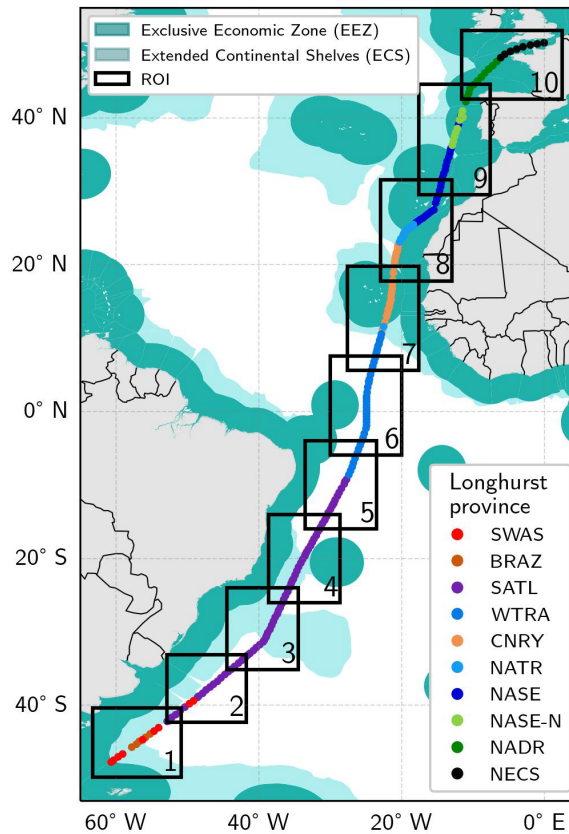 Exclusive Economic Zone (EEZ)
Extended Continental Shelves (ECS)
ROI
10
40° N
9
20° N
8
7
0° N
6
5
20° S
4
3
40° S
2
1
Longhurst
province
SWAS
BRAZ
SATL
WTRA
CNRY
NATR
NASE
NASE-N
NADR
NECS
60° W
40° W
20° W
0° E